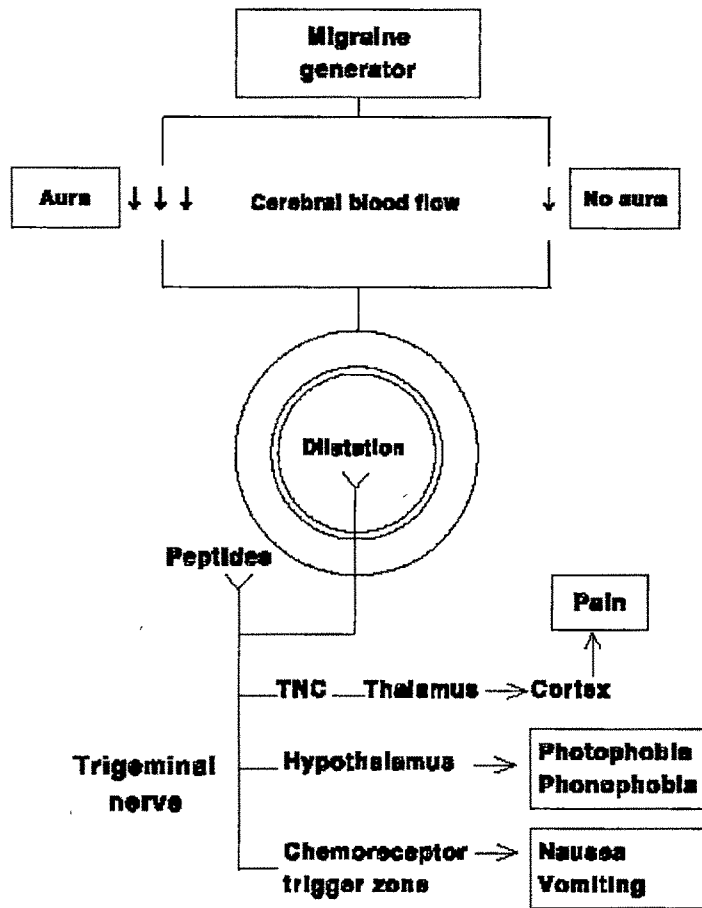 Migraine
generator
Aura ↓ ↓ ↓ Cerebral blood flow ↓ No aura
Dilatation
Peptides
Pain
TNC Thalamus → Cortex
Trigeminal
nerve
Hypothalamus → Photophobia
Phonophobia
Chemoreceptor
trigger zone → Nausea
Vomiting